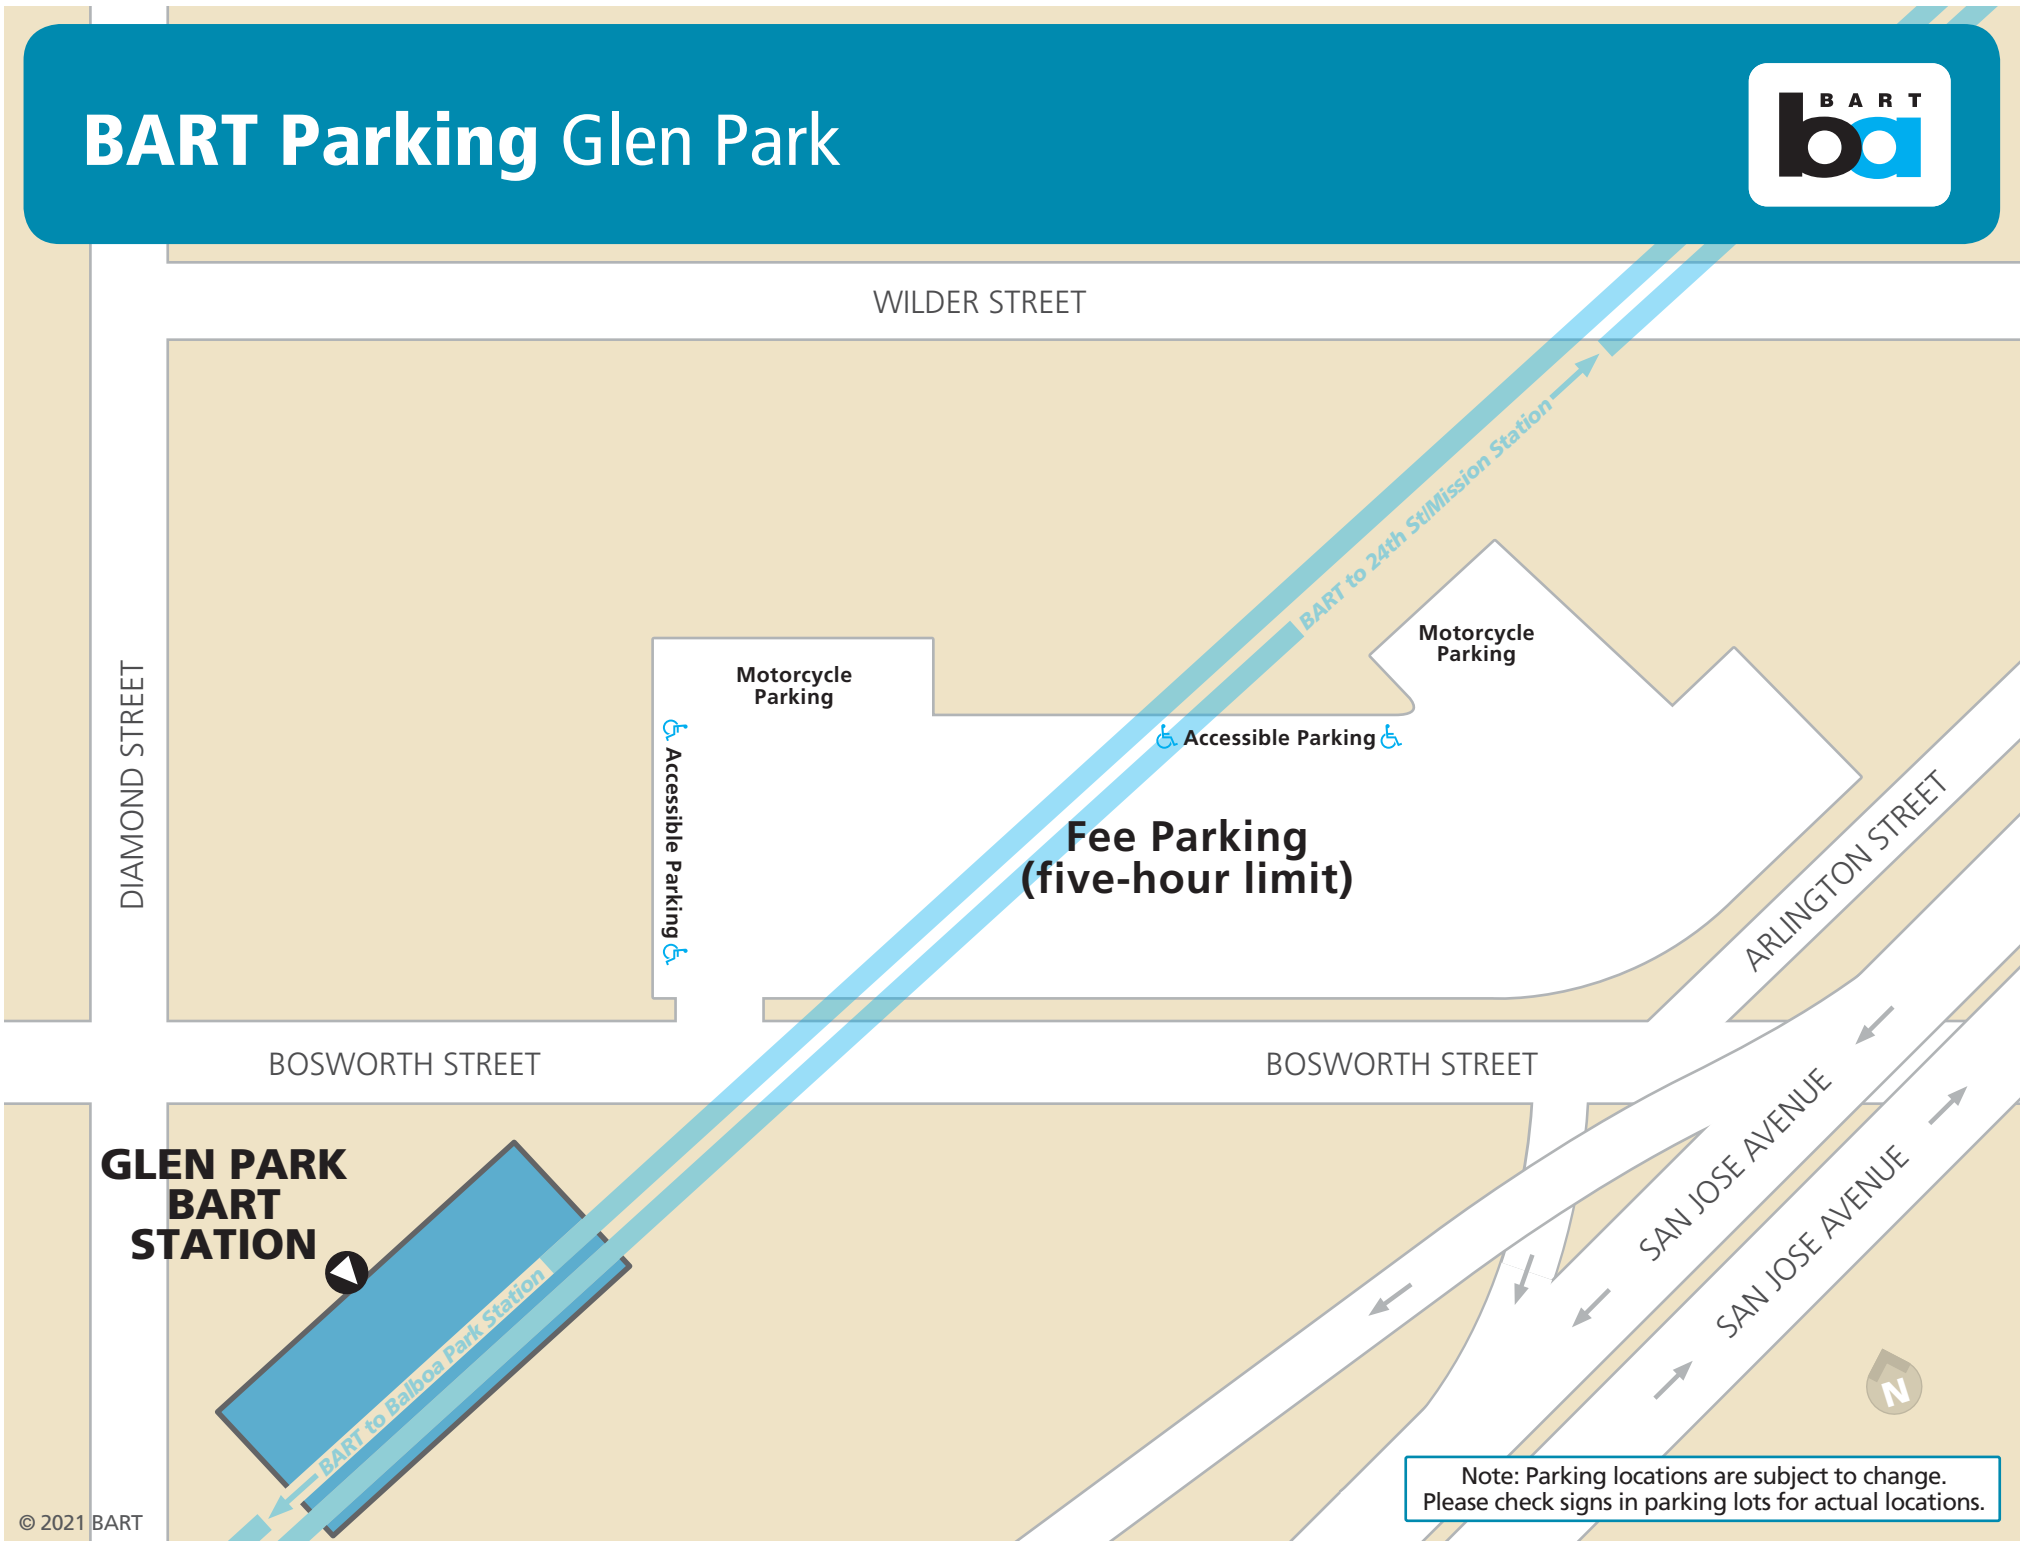 BART Parking Glen Park
BART
ba
WILDER STREET
BART to 24th St/Mission Station
DIAMOND STREET
Motorcycle
Parking
Motorcycle
Parking
Accessible Parking
Accessible Parking
Fee Parking
(five-hour limit)
ARLINGTON STREET
BOSWORTH STREET
BOSWORTH STREET
SAN JOSE AVENUE
SAN JOSE AVENUE
GLEN PARK
BART
STATION
BART to Balboa Park Station
N
Note: Parking locations are subject to change.
Please check signs in parking lots for actual locations.
© 2021 BART